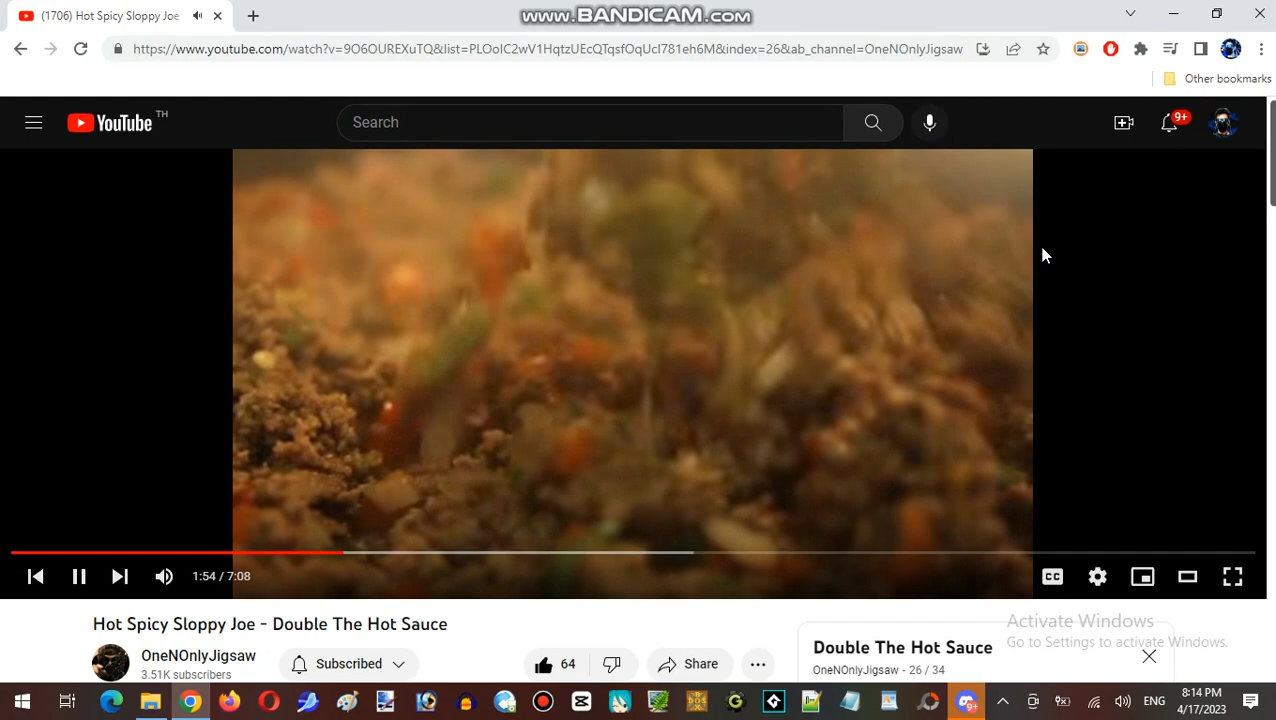 (1706) Hot Spicy Sloppy Joe
www.BANDICAM.com
https://www.youtube.com/watch?v=9O6OUREXuTQ&list=PLOolC2vV1HqtzUEcQTqsfOqUcI781eh6M&index=26&ab_channel=OneNOnlyJigsaw
Other bookmarks
YouTube TH
Search
9+
1:54 / 7:08
CC
Hot Spicy Sloppy Joe - Double The Hot Sauce
OneNOnlyJigsaw
3.51K subscribers
Subscribed
64
Share
Double The Hot Sauce
OneNOnlyJigsaw - 26 / 34
Activate Windows
Go to Settings to activate Windows.
9+
ENG
8:14 PM
4/17/2023